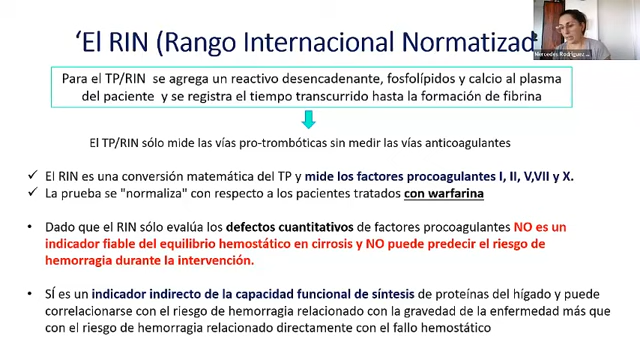 ‘El RIN (Rango Internacional Normatizad
Mercedes Rodriguez
Para el TP/RIN se agrega un reactivo desencadenante, fosfolípidos y calcio al plasma
del paciente y se registra el tiempo transcurrido hasta la formación de fibrina
El TP/RIN sólo mide las vías pro-trombóticas sin medir las vías anticoagulantes
✓ El RIN es una conversión matemática del TP y mide los factores procoagulantes I, II, V,VII y X.
✓ La prueba se "normaliza" con respecto a los pacientes tratados con warfarina
• Dado que el RIN sólo evalúa los defectos cuantitativos de factores procoagulantes NO es un
indicador fiable del equilibrio hemostático en cirrosis y NO puede predecir el riesgo de
hemorragia durante la intervención.
• SÍ es un indicador indirecto de la capacidad funcional de síntesis de proteínas del hígado y puede
correlacionarse con el riesgo de hemorragia relacionado con la gravedad de la enfermedad más que
con el riesgo de hemorragia relacionado directamente con el fallo hemostático